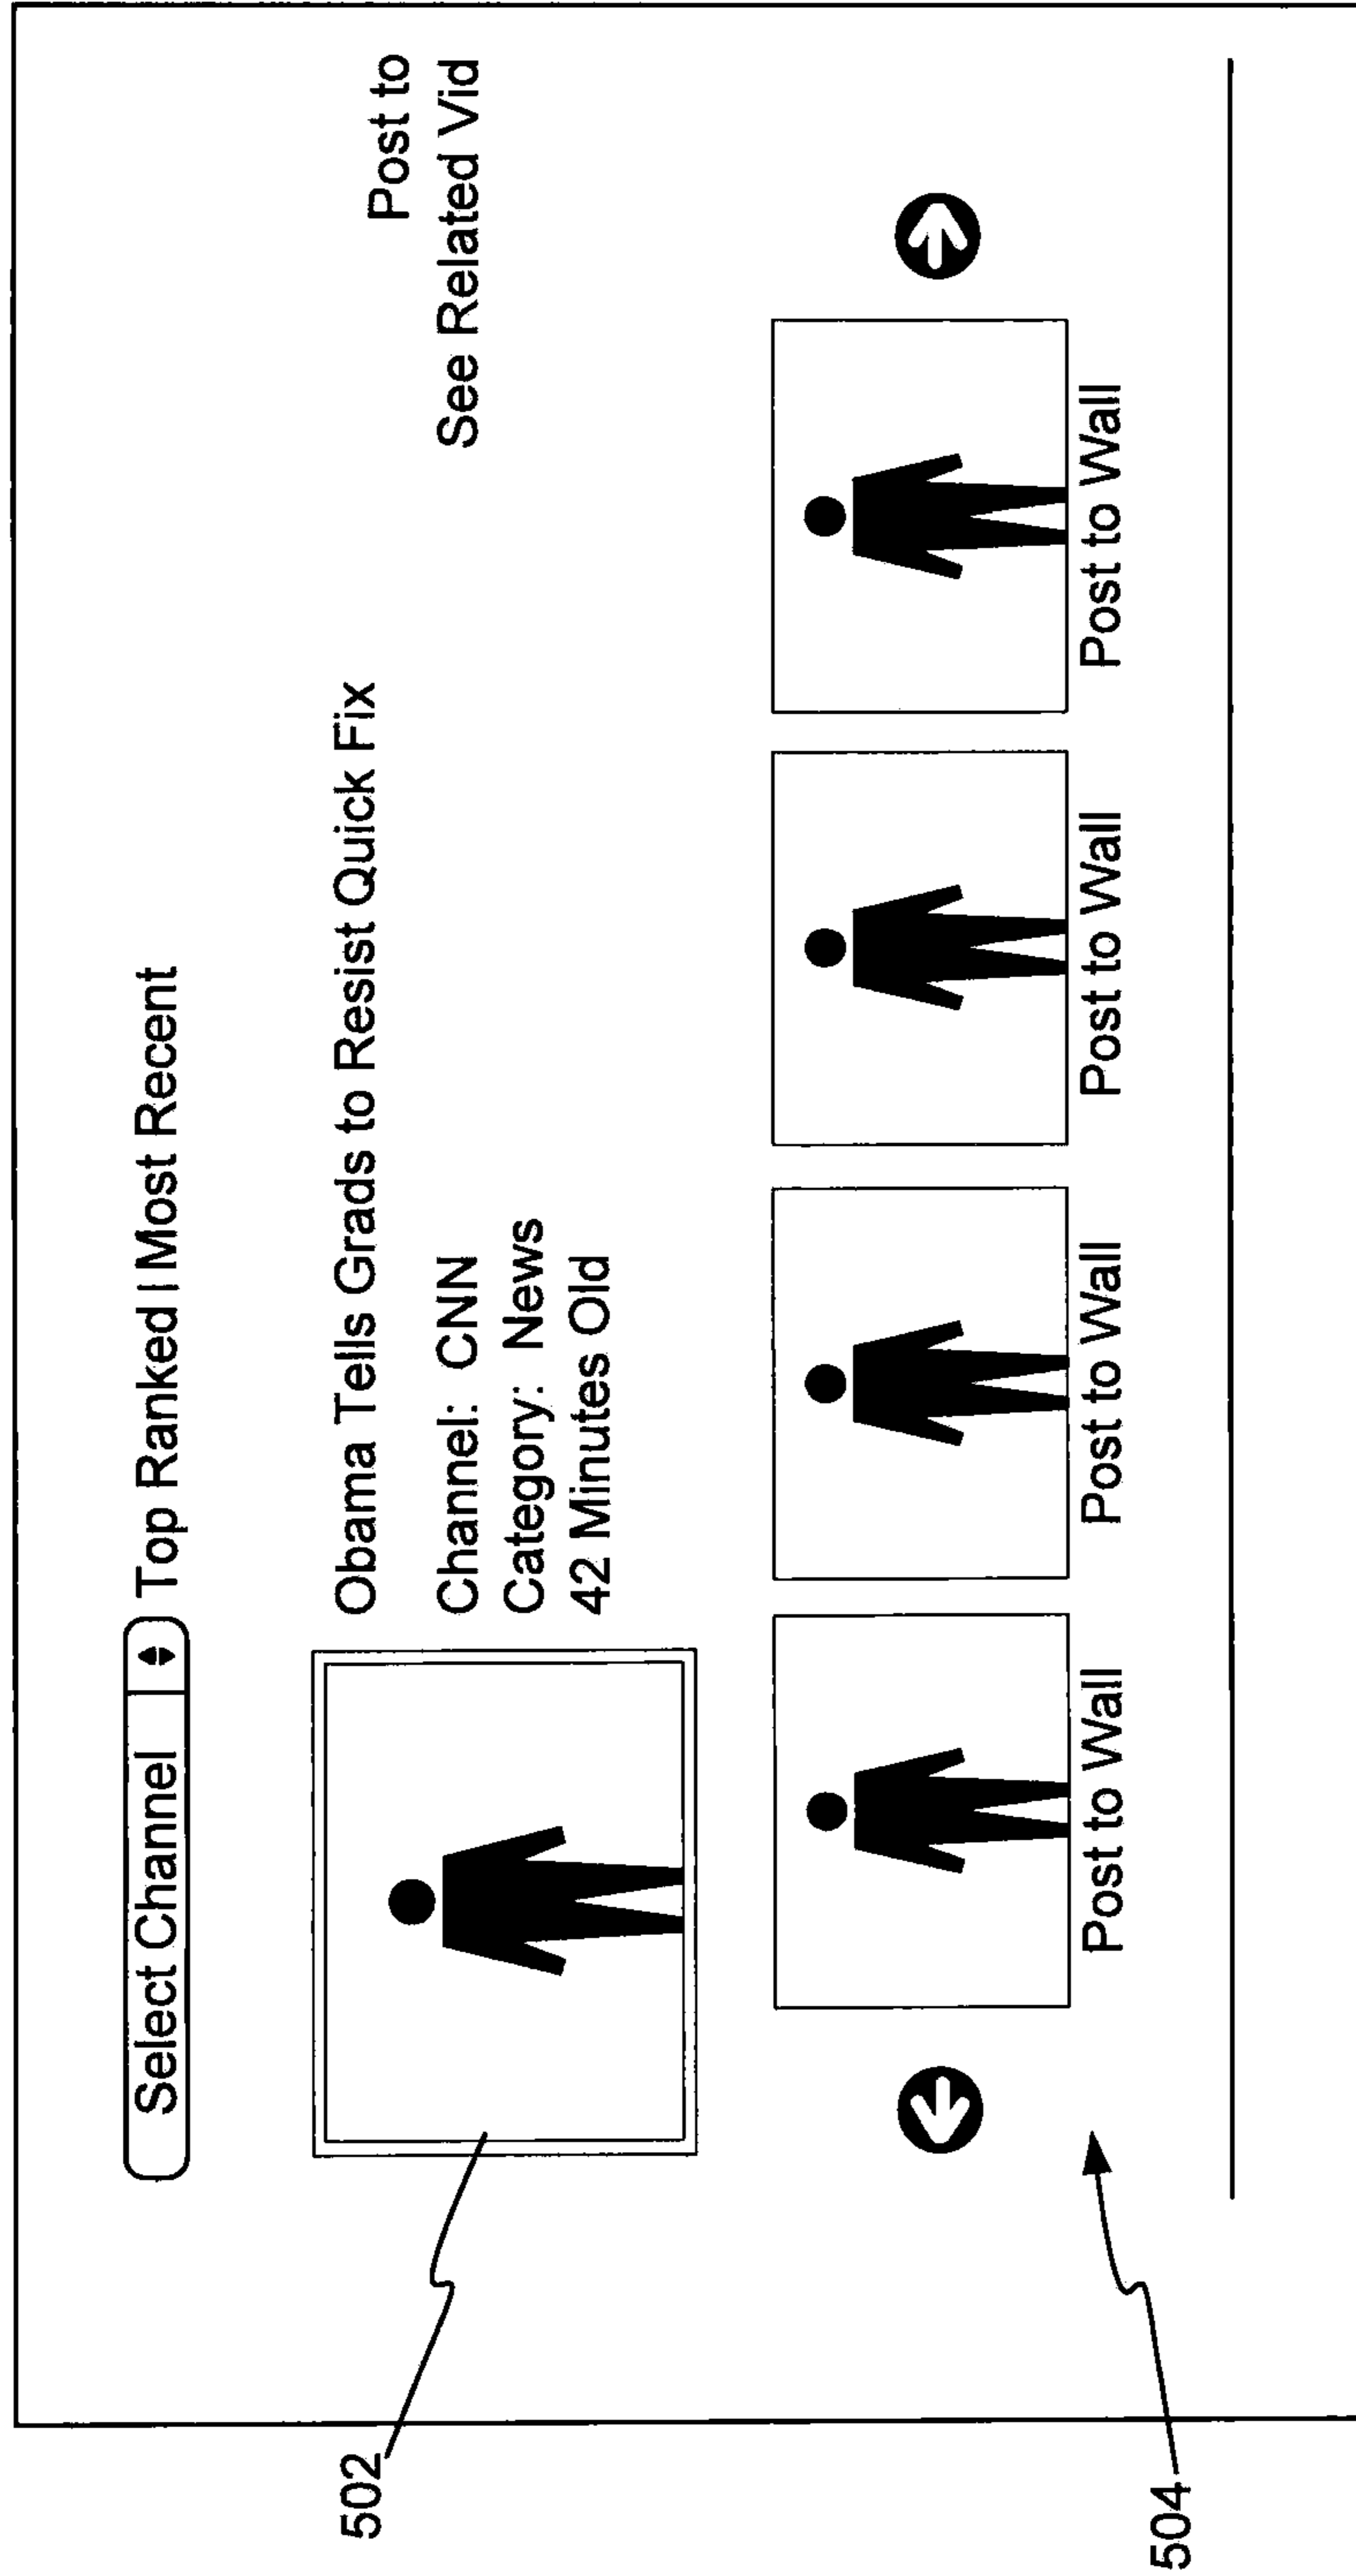 Select Channel Top Ranked | Most Recent
Obama Tells Grads to Resist Quick Fix
Post to
Channel: CNN
See Related Vid
Category: News
42 Minutes Old
502
Post to Wall Post to Wall Post to Wall Post to Wall
504